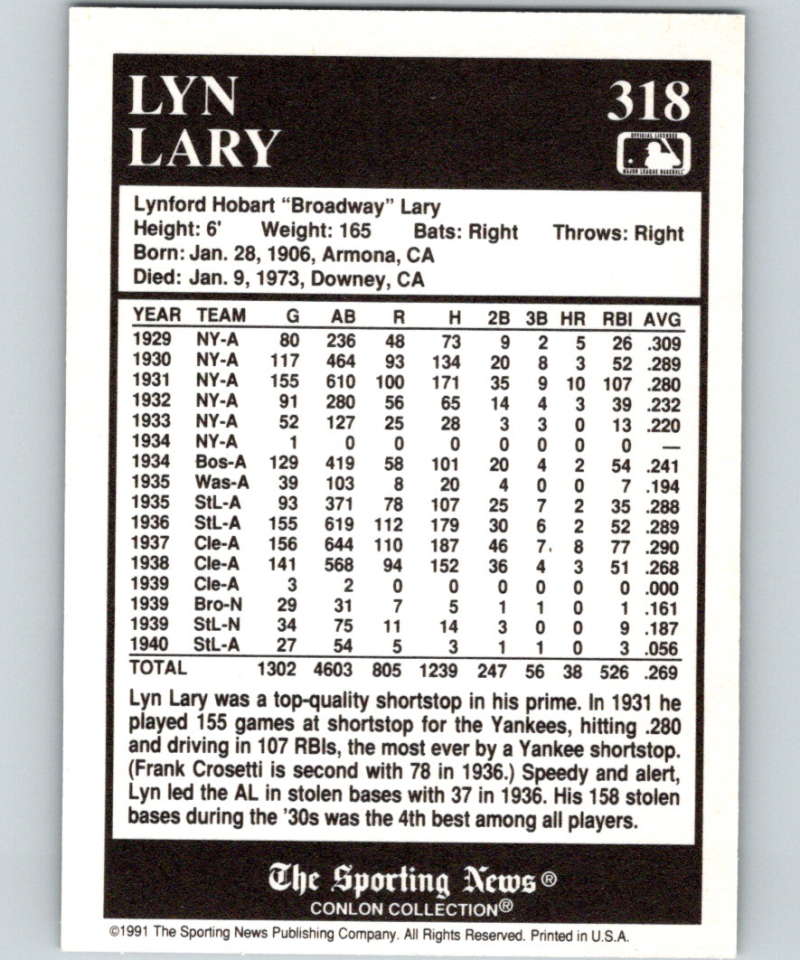 LYN
LARY
318
OFFICIAL LICENSEE
MAJOR LEAGUE BASEBALL
Lynford Hobart "Broadway" Lary
Height: 6' Weight: 165 Bats: Right Throws: Right
Born: Jan. 28, 1906, Armona, CA
Died: Jan. 9, 1973, Downey, CA
YEAR TEAM G AB R H 2B 3B HR RBI AVG
1929 NY-A 80 236 48 73 9 2 5 26 .309
1930 NY-A 117 464 93 134 20 8 3 52 .289
1931 NY-A 155 610 100 171 35 9 10 107 .280
1932 NY-A 91 280 56 65 14 4 3 39 .232
1933 NY-A 52 127 25 28 3 3 0 13 .220
1934 NY-A 1 0 0 0 0 0 0 0 —
1934 Bos-A 129 419 58 101 20 4 2 54 .241
1935 Was-A 39 103 8 20 4 0 0 7 .194
1935 StL-A 93 371 78 107 25 7 2 35 .288
1936 StL-A 155 619 112 179 30 6 2 52 .289
1937 Cle-A 156 644 110 187 46 7 8 77 .290
1938 Cle-A 141 568 94 152 36 4 3 51 .268
1939 Cle-A 3 2 0 0 0 0 0 0 .000
1939 Bro-N 29 31 7 5 1 1 0 1 .161
1939 StL-N 34 75 11 14 3 0 0 9 .187
1940 StL-A 27 54 5 3 1 1 0 3 .056
TOTAL 1302 4603 805 1239 247 56 38 526 .269
Lyn Lary was a top-quality shortstop in his prime. In 1931 he
played 155 games at shortstop for the Yankees, hitting .280
and driving in 107 RBIs, the most ever by a Yankee shortstop.
(Frank Crosetti is second with 78 in 1936.) Speedy and alert,
Lyn led the AL in stolen bases with 37 in 1936. His 158 stolen
bases during the '30s was the 4th best among all players.
The Sporting News®
CONLON COLLECTION®
©1991 The Sporting News Publishing Company. All Rights Reserved. Printed in U.S.A.